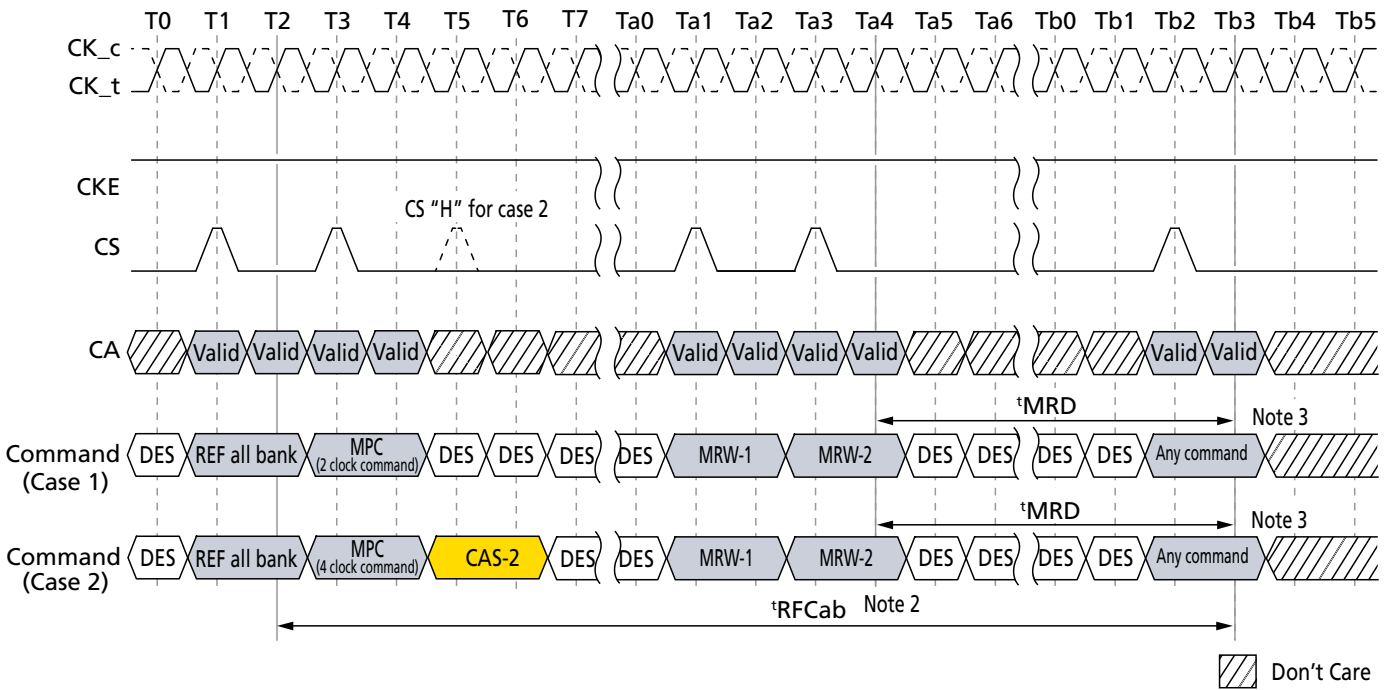 T0 T1 T2 T3 T4 T5 T6 T7 Ta0 Ta1 Ta2 Ta3 Ta4 Ta5 Ta6 Tb0 Tb1 Tb2 Tb3 Tb4 Tb5
CK_c
CK_t
CKE
CS "H" for case 2
CS
CA Valid Valid Valid Valid Valid Valid Valid Valid Valid Valid
tMRD
Note 3
Command
(Case 1)
DES REF all bank MPC
(2 clock command)
DES DES DES DES MRW-1 MRW-2 DES DES DES DES Any command
tMRD
Note 3
Command
(Case 2)
DES REF all bank MPC
(4 clock command)
CAS-2 DES DES MRW-1 MRW-2 DES DES DES DES Any command
tRFCab Note 2
Don't Care